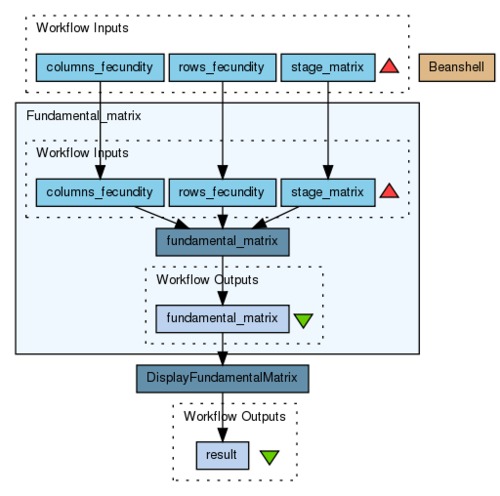 Workflow Inputs
columns_fecundity
rows_fecundity
stage_matrix
Beanshell
Fundamental_matrix
Workflow Inputs
columns_fecundity
rows_fecundity
stage_matrix
fundamental_matrix
Workflow Outputs
fundamental_matrix
DisplayFundamentalMatrix
Workflow Outputs
result